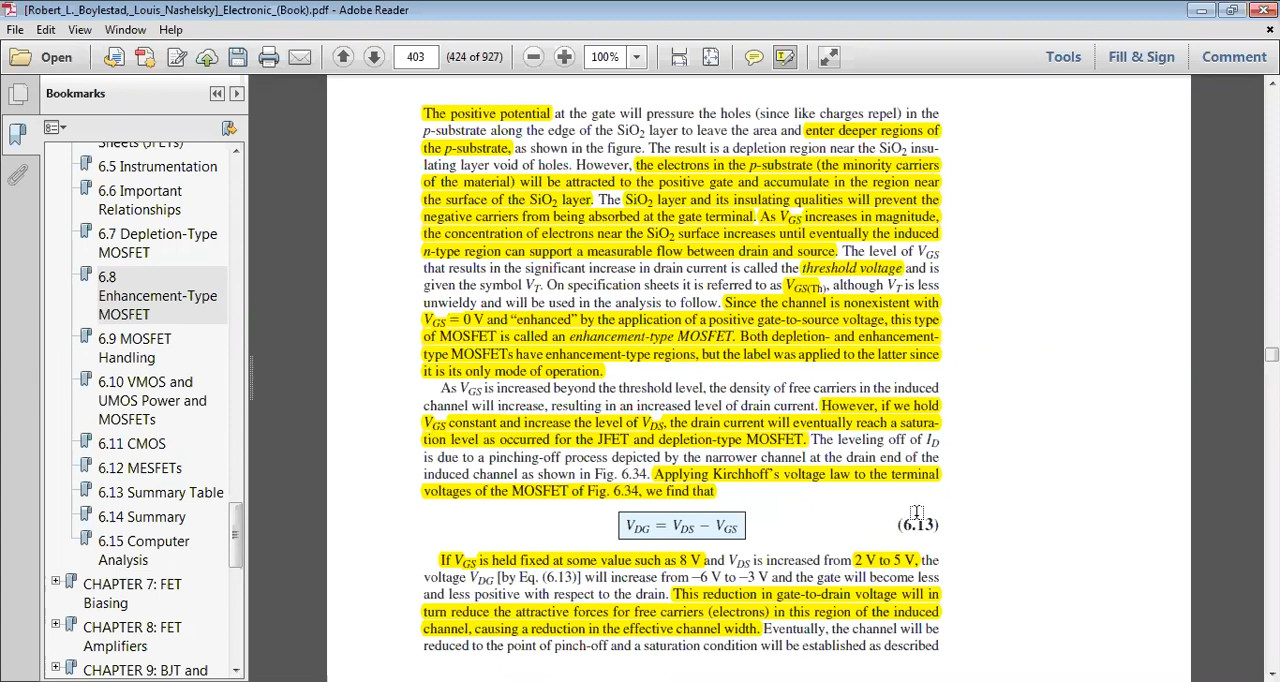 [Robert_L._Boylestad,_Louis_Nashelsky]_Electronic_(Book).pdf - Adobe Reader
File Edit View Window Help
Open 403 (424 of 927) 100% Tools Fill & Sign Comment
Bookmarks
Sheets (JFETs)
6.5 Instrumentation
6.6 Important
Relationships
6.7 Depletion-Type
MOSFET
6.8
Enhancement-Type
MOSFET
6.9 MOSFET
Handling
6.10 VMOS and
UMOS Power and
MOSFETs
6.11 CMOS
6.12 MESFETs
6.13 Summary Table
6.14 Summary
6.15 Computer
Analysis
CHAPTER 7: FET
Biasing
CHAPTER 8: FET
Amplifiers
CHAPTER 9: BJT and
The positive potential at the gate will pressure the holes (since like charges repel) in the
p-substrate along the edge of the SiO2 layer to leave the area and enter deeper regions of
the p-substrate, as shown in the figure. The result is a depletion region near the SiO2 insu-
lating layer void of holes. However, the electrons in the p-substrate (the minority carriers
of the material) will be attracted to the positive gate and accumulate in the region near
the surface of the SiO2 layer. The SiO2 layer and its insulating qualities will prevent the
negative carriers from being absorbed at the gate terminal. As VGS increases in magnitude,
the concentration of electrons near the SiO2 surface increases until eventually the induced
n-type region can support a measurable flow between drain and source. The level of VGS
that results in the significant increase in drain current is called the threshold voltage and is
given the symbol VT. On specification sheets it is referred to as VGS(Th), although VT is less
unwieldy and will be used in the analysis to follow. Since the channel is nonexistent with
VGS = 0 V and “enhanced” by the application of a positive gate-to-source voltage, this type
of MOSFET is called an enhancement-type MOSFET. Both depletion- and enhancement-
type MOSFETs have enhancement-type regions, but the label was applied to the latter since
it is its only mode of operation.
As VGS is increased beyond the threshold level, the density of free carriers in the induced
channel will increase, resulting in an increased level of drain current. However, if we hold
VGS constant and increase the level of VDS, the drain current will eventually reach a satura-
tion level as occurred for the JFET and depletion-type MOSFET. The leveling off of ID
is due to a pinching-off process depicted by the narrower channel at the drain end of the
induced channel as shown in Fig. 6.34. Applying Kirchhoff’s voltage law to the terminal
voltages of the MOSFET of Fig. 6.34, we find that
VDG = VDS − VGS (6.13)
If VGS is held fixed at some value such as 8 V and VDS is increased from 2 V to 5 V, the
voltage VDG [by Eq. (6.13)] will increase from −6 V to −3 V and the gate will become less
and less positive with respect to the drain. This reduction in gate-to-drain voltage will in
turn reduce the attractive forces for free carriers (electrons) in this region of the induced
channel, causing a reduction in the effective channel width. Eventually, the channel will be
reduced to the point of pinch-off and a saturation condition will be established as described